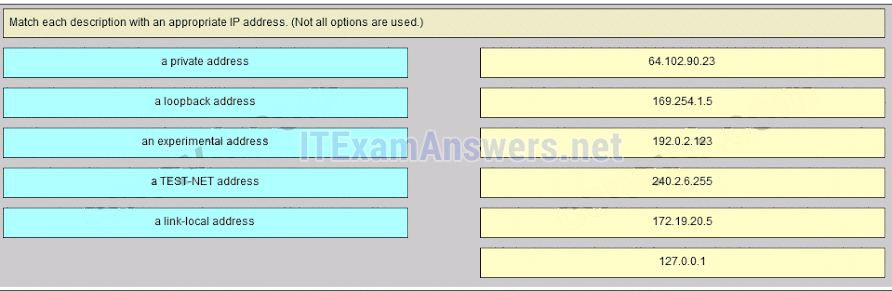 Match each description with an appropriate IP address. (Not all options are used.)
a private address
64.102.90.23
a loopback address
169.254.1.5
an experimental address
192.0.2.123
a TEST-NET address
240.2.6.255
a link-local address
172.19.20.5
127.0.0.1
ITExamAnswers.net